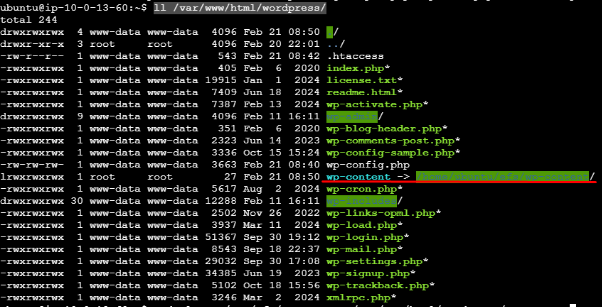 ubuntu@ip-10-0-13-60:~$ ll /var/www/html/wordpress/
total 244
drwxrwxrwx 4 www-data www-data 4096 Feb 21 08:50 ./
drwxr-xr-x 3 root root 4096 Feb 20 22:01 ../
-rw-r--r-- 1 www-data www-data 543 Feb 21 08:42 .htaccess
-rwxrwxrwx 1 www-data www-data 405 Feb 6 2020 index.php*
-rwxrwxrwx 1 www-data www-data 19915 Jan 1 2024 license.txt*
-rwxrwxrwx 1 www-data www-data 7409 Jun 18 2024 readme.html*
-rwxrwxrwx 1 www-data www-data 7387 Feb 13 2024 wp-activate.php*
drwxrwxrwx 9 www-data www-data 4096 Feb 11 16:11 wp-admin/
-rwxrwxrwx 1 www-data www-data 351 Feb 6 2020 wp-blog-header.php*
-rwxrwxrwx 1 www-data www-data 2323 Jun 14 2023 wp-comments-post.php*
-rwxrwxrwx 1 www-data www-data 3336 Oct 15 15:24 wp-config-sample.php*
-rw-rw-rw- 1 www-data www-data 3663 Feb 21 08:40 wp-config.php
lrwxrwxrwx 1 root root 27 Feb 21 08:50 wp-content -> /home/ubuntu/efs/wp-content/
-rwxrwxrwx 1 www-data www-data 5617 Aug 2 2024 wp-cron.php*
drwxrwxrwx 30 www-data www-data 12288 Feb 11 16:11 wp-includes/
-rwxrwxrwx 1 www-data www-data 2502 Nov 26 2022 wp-links-opml.php*
-rwxrwxrwx 1 www-data www-data 3937 Mar 11 2024 wp-load.php*
-rwxrwxrwx 1 www-data www-data 51367 Sep 30 19:12 wp-login.php*
-rwxrwxrwx 1 www-data www-data 8543 Sep 18 22:37 wp-mail.php*
-rwxrwxrwx 1 www-data www-data 29032 Sep 30 17:08 wp-settings.php*
-rwxrwxrwx 1 www-data www-data 34385 Jun 19 2023 wp-signup.php*
-rwxrwxrwx 1 www-data www-data 5102 Oct 18 15:56 wp-trackback.php*
-rwxrwxrwx 1 www-data www-data 3246 Mar 2 2024 xmlrpc.php*